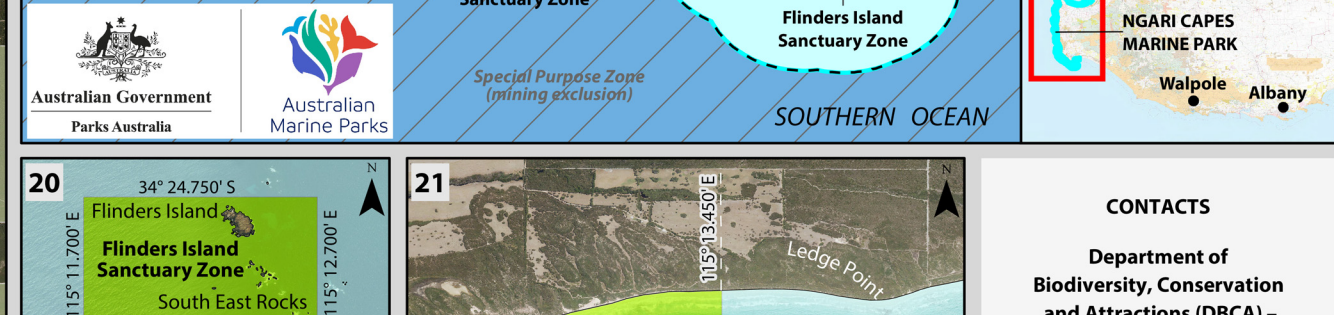 Sanctuary Zone
Flinders Island
Sanctuary Zone
Special Purpose Zone
(mining exclusion)
SOUTHERN OCEAN
Australian Government
Parks Australia
Australian
Marine Parks
NGARI CAPES
MARINE PARK
Walpole
Albany
20
N
34° 24.750' S
115° 11.700' E
115° 12.700' E
Flinders Island
Flinders Island
Sanctuary Zone
South East Rocks
21
N
115° 13.450' E
Ledge Point
CONTACTS
Department of
Biodiversity, Conservation
and Attractions (DBCA) –